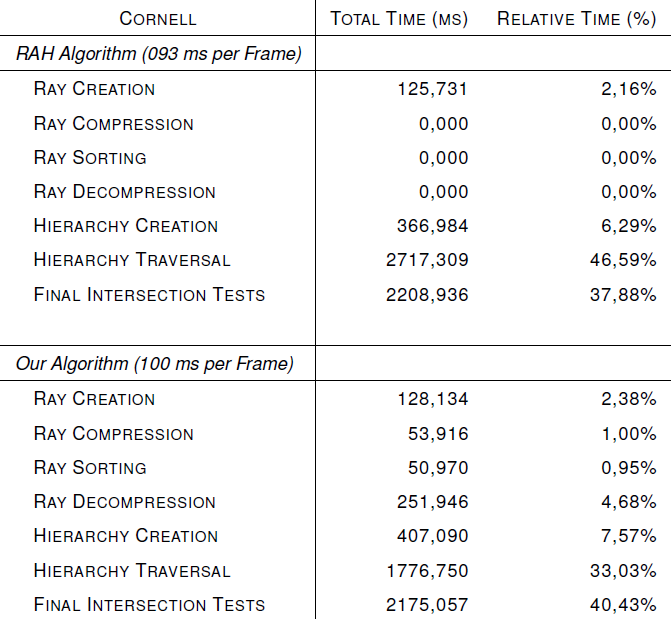 CORNELL TOTAL TIME (MS) RELATIVE TIME (%)
RAH Algorithm (093 ms per Frame)
RAY CREATION 125,731 2,16%
RAY COMPRESSION 0,000 0,00%
RAY SORTING 0,000 0,00%
RAY DECOMPRESSION 0,000 0,00%
HIERARCHY CREATION 366,984 6,29%
HIERARCHY TRAVERSAL 2717,309 46,59%
FINAL INTERSECTION TESTS 2208,936 37,88%
Our Algorithm (100 ms per Frame)
RAY CREATION 128,134 2,38%
RAY COMPRESSION 53,916 1,00%
RAY SORTING 50,970 0,95%
RAY DECOMPRESSION 251,946 4,68%
HIERARCHY CREATION 407,090 7,57%
HIERARCHY TRAVERSAL 1776,750 33,03%
FINAL INTERSECTION TESTS 2175,057 40,43%